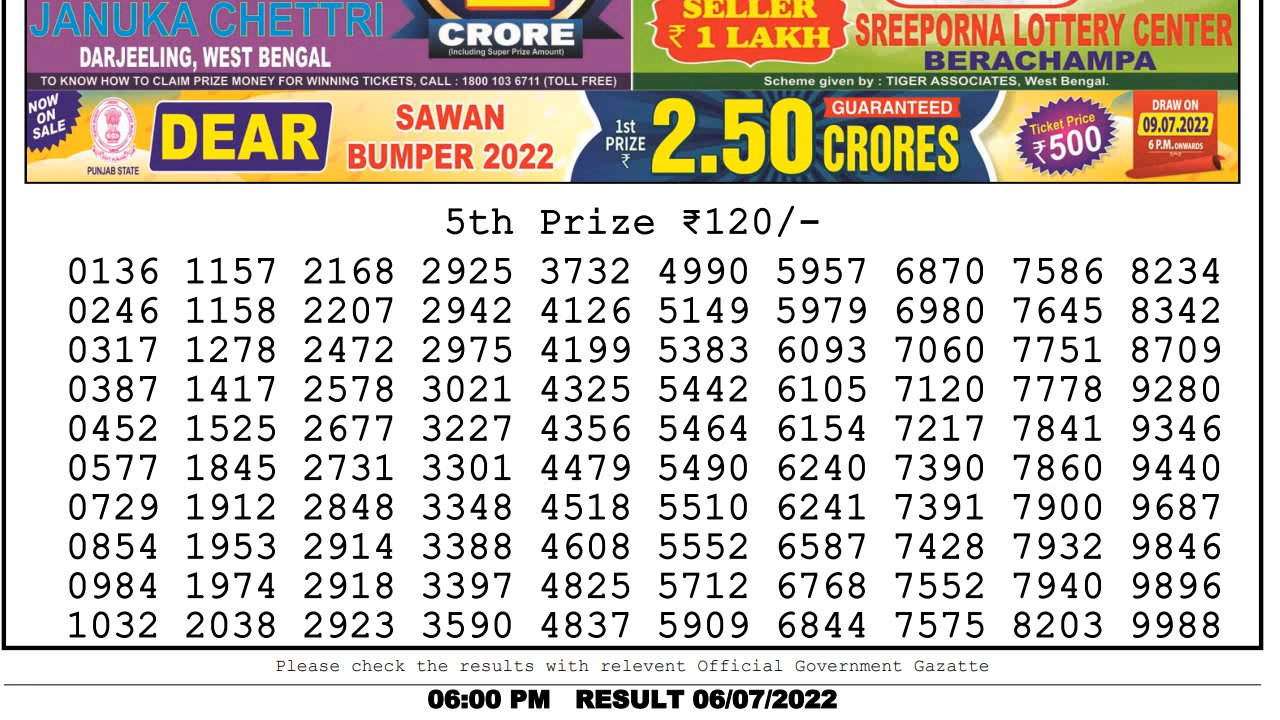 JANUKA CHETTRI
DARJEELING, WEST BENGAL
CRORE
(Including Super Prize Amount)
SELLER
₹ 1 LAKH
SREEPORNA LOTTERY CENTER
BERACHAMPA
TO KNOW HOW TO CLAIM PRIZE MONEY FOR WINNING TICKETS, CALL : 1800 103 6711 (TOLL FREE)
Scheme given by : TIGER ASSOCIATES, West Bengal.
NOW
ON
SALE
PUNJAB STATE
DEAR
SAWAN
BUMPER 2022
1st
PRIZE
₹
2.50
GUARANTEED
CRORES
Ticket Price
₹500
DRAW ON
09.07.2022
6 P.M. ONWARDS
5th Prize ₹120/-
0136 1157 2168 2925 3732 4990 5957 6870 7586 8234
0246 1158 2207 2942 4126 5149 5979 6980 7645 8342
0317 1278 2472 2975 4199 5383 6093 7060 7751 8709
0387 1417 2578 3021 4325 5442 6105 7120 7778 9280
0452 1525 2677 3227 4356 5464 6154 7217 7841 9346
0577 1845 2731 3301 4479 5490 6240 7390 7860 9440
0729 1912 2848 3348 4518 5510 6241 7391 7900 9687
0854 1953 2914 3388 4608 5552 6587 7428 7932 9846
0984 1974 2918 3397 4825 5712 6768 7552 7940 9896
1032 2038 2923 3590 4837 5909 6844 7575 8203 9988
Please check the results with relevent Official Government Gazatte
06:00 PM RESULT 06/07/2022